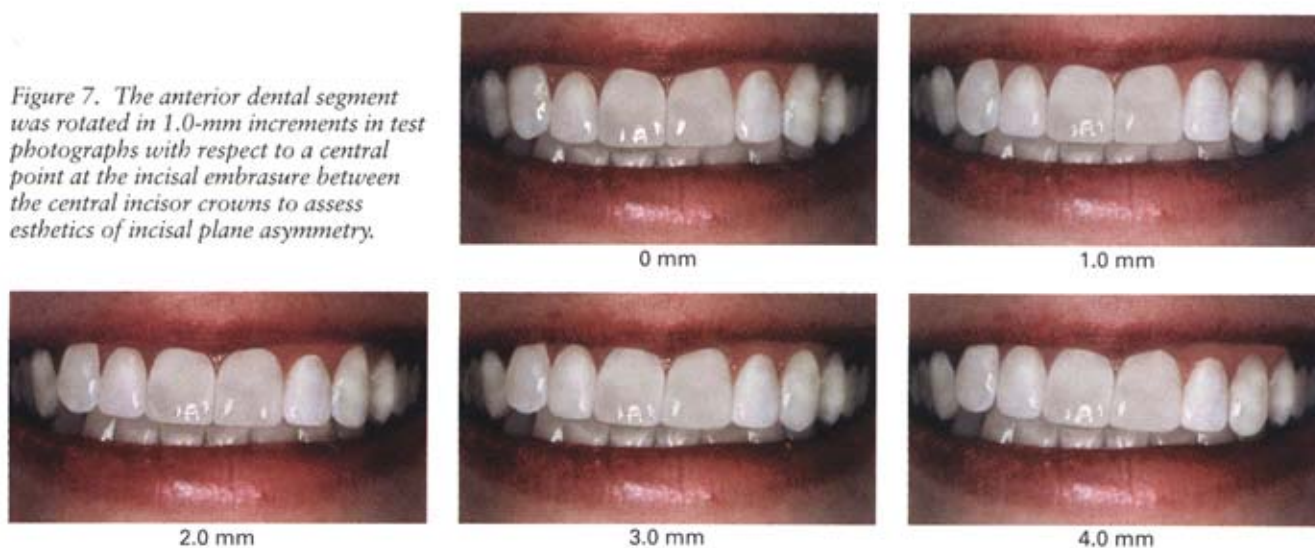 Figure 7. The anterior dental segment
was rotated in 1.0-mm increments in test
photographs with respect to a central
point at the incisal embrasure between
the central incisor crowns to assess
esthetics of incisal plane asymmetry.
0 mm
1.0 mm
2.0 mm
3.0 mm
4.0 mm